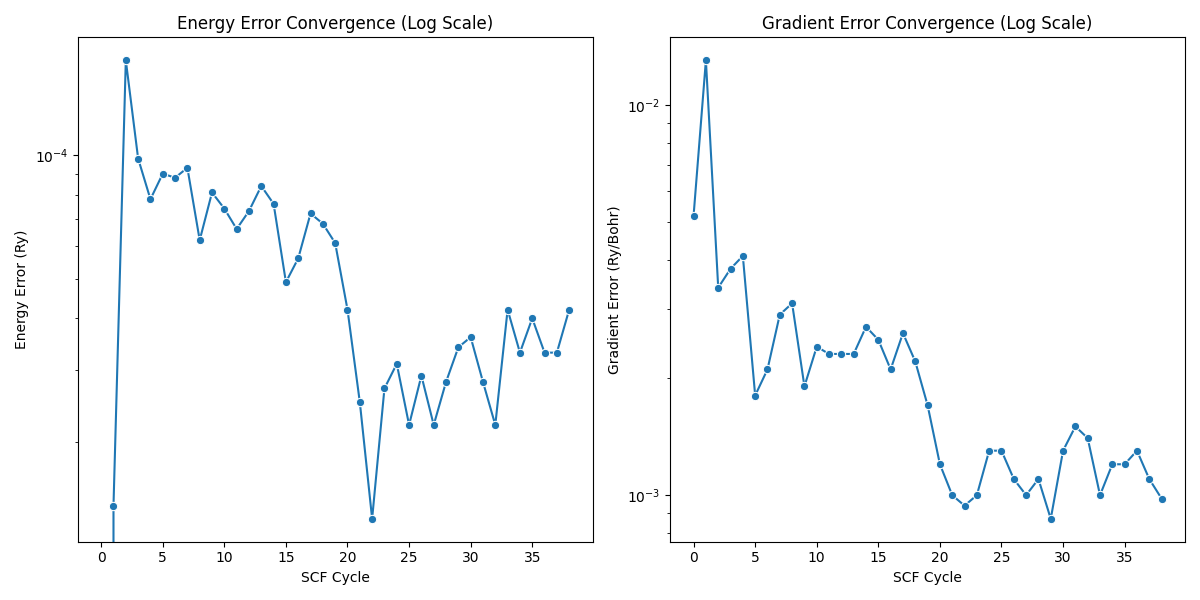 Energy Error Convergence (Log Scale)
Energy Error (Ry)
10⁻⁴
0 5 10 15 20 25 30 35
SCF Cycle
Gradient Error Convergence (Log Scale)
Gradient Error (Ry/Bohr)
10⁻²
10⁻³
0 5 10 15 20 25 30 35
SCF Cycle